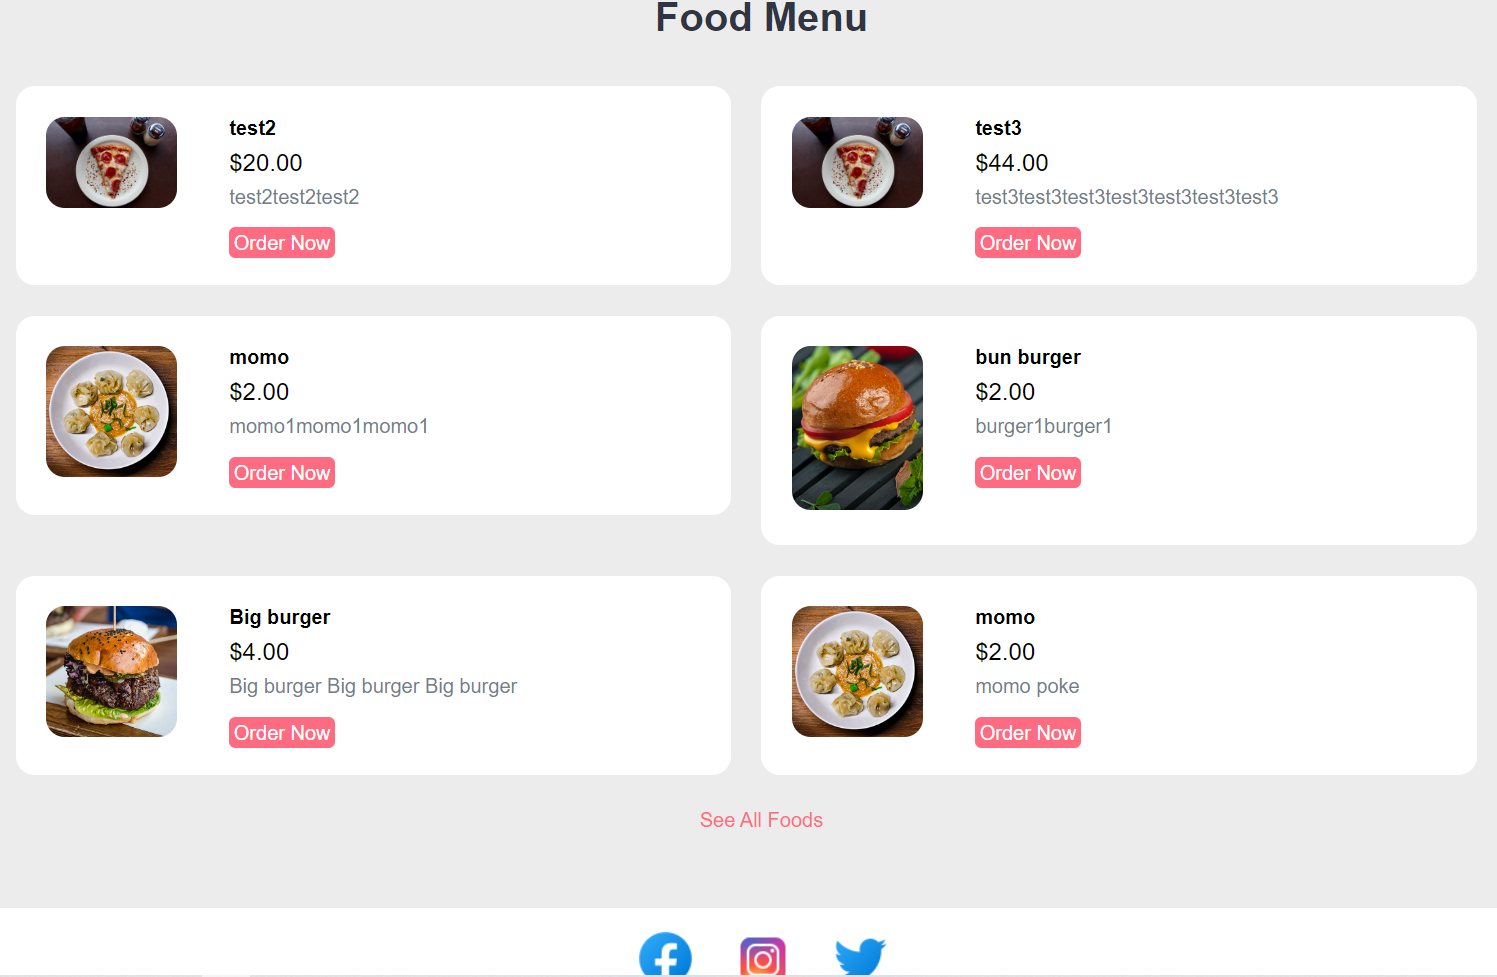 Food Menu
test2
$20.00
test2test2test2
Order Now
test3
$44.00
test3test3test3test3test3test3test3
Order Now
momo
$2.00
momo1momo1momo1
Order Now
bun burger
$2.00
burger1burger1
Order Now
Big burger
$4.00
Big burger Big burger Big burger
Order Now
momo
$2.00
momo poke
Order Now
See All Foods